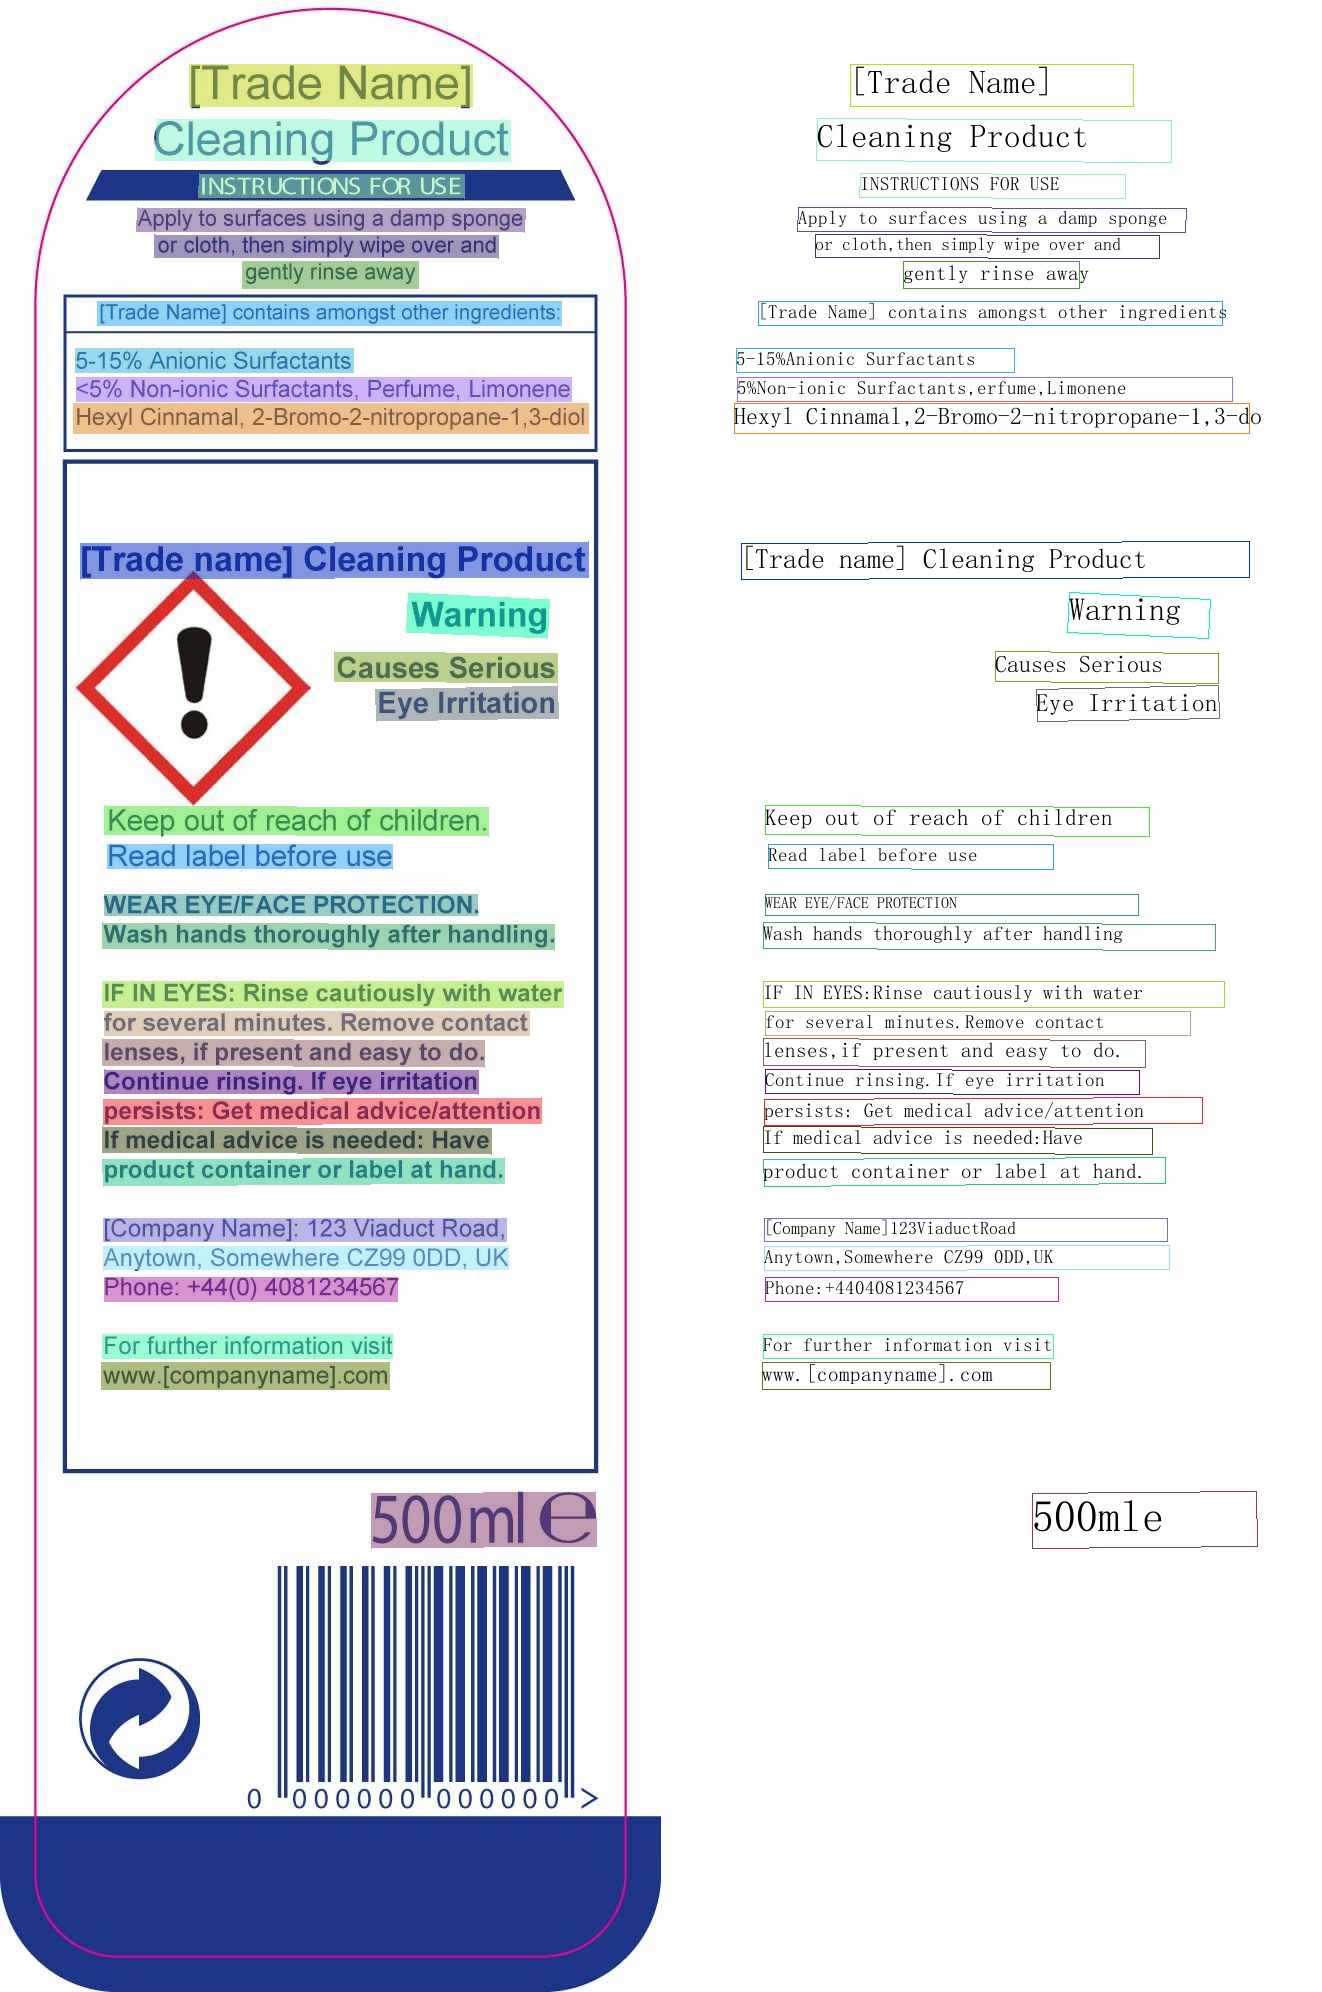 [Trade Name]
Cleaning Product
INSTRUCTIONS FOR USE
Apply to surfaces using a damp sponge
or cloth, then simply wipe over and
gently rinse away
[Trade Name] contains amongst other ingredients:
5-15% Anionic Surfactants
<5% Non-ionic Surfactants, Perfume, Limonene
Hexyl Cinnamal, 2-Bromo-2-nitropropane-1,3-diol
[Trade name] Cleaning Product
Warning
Causes Serious
Eye Irritation
Keep out of reach of children.
Read label before use
WEAR EYE/FACE PROTECTION.
Wash hands thoroughly after handling.
IF IN EYES: Rinse cautiously with water
for several minutes. Remove contact
lenses, if present and easy to do.
Continue rinsing. If eye irritation
persists: Get medical advice/attention
If medical advice is needed: Have
product container or label at hand.
[Company Name]: 123 Viaduct Road,
Anytown, Somewhere CZ99 0DD, UK
Phone: +44(0) 4081234567
For further information visit
www.[companyname].com
500ml e
0 000000 000000 >
[Trade Name]
Cleaning Product
INSTRUCTIONS FOR USE
Apply to surfaces using a damp sponge
or cloth,then simply wipe over and
gently rinse away
[Trade Name] contains amongst other ingredients
5-15%Anionic Surfactants
5%Non-ionic Surfactants,erfume,Limonene
Hexyl Cinnamal,2-Bromo-2-nitropropane-1,3-do
[Trade name] Cleaning Product
Warning
Causes Serious
Eye Irritation
Keep out of reach of children
Read label before use
WEAR EYE/FACE PROTECTION
Wash hands thoroughly after handling
IF IN EYES:Rinse cautiously with water
for several minutes.Remove contact
lenses,if present and easy to do.
Continue rinsing.If eye irritation
persists: Get medical advice/attention
If medical advice is needed:Have
product container or label at hand.
[Company Name]123ViaductRoad
Anytown,Somewhere CZ99 0DD,UK
Phone:+4404081234567
For further information visit
www.[companyname].com
500mle